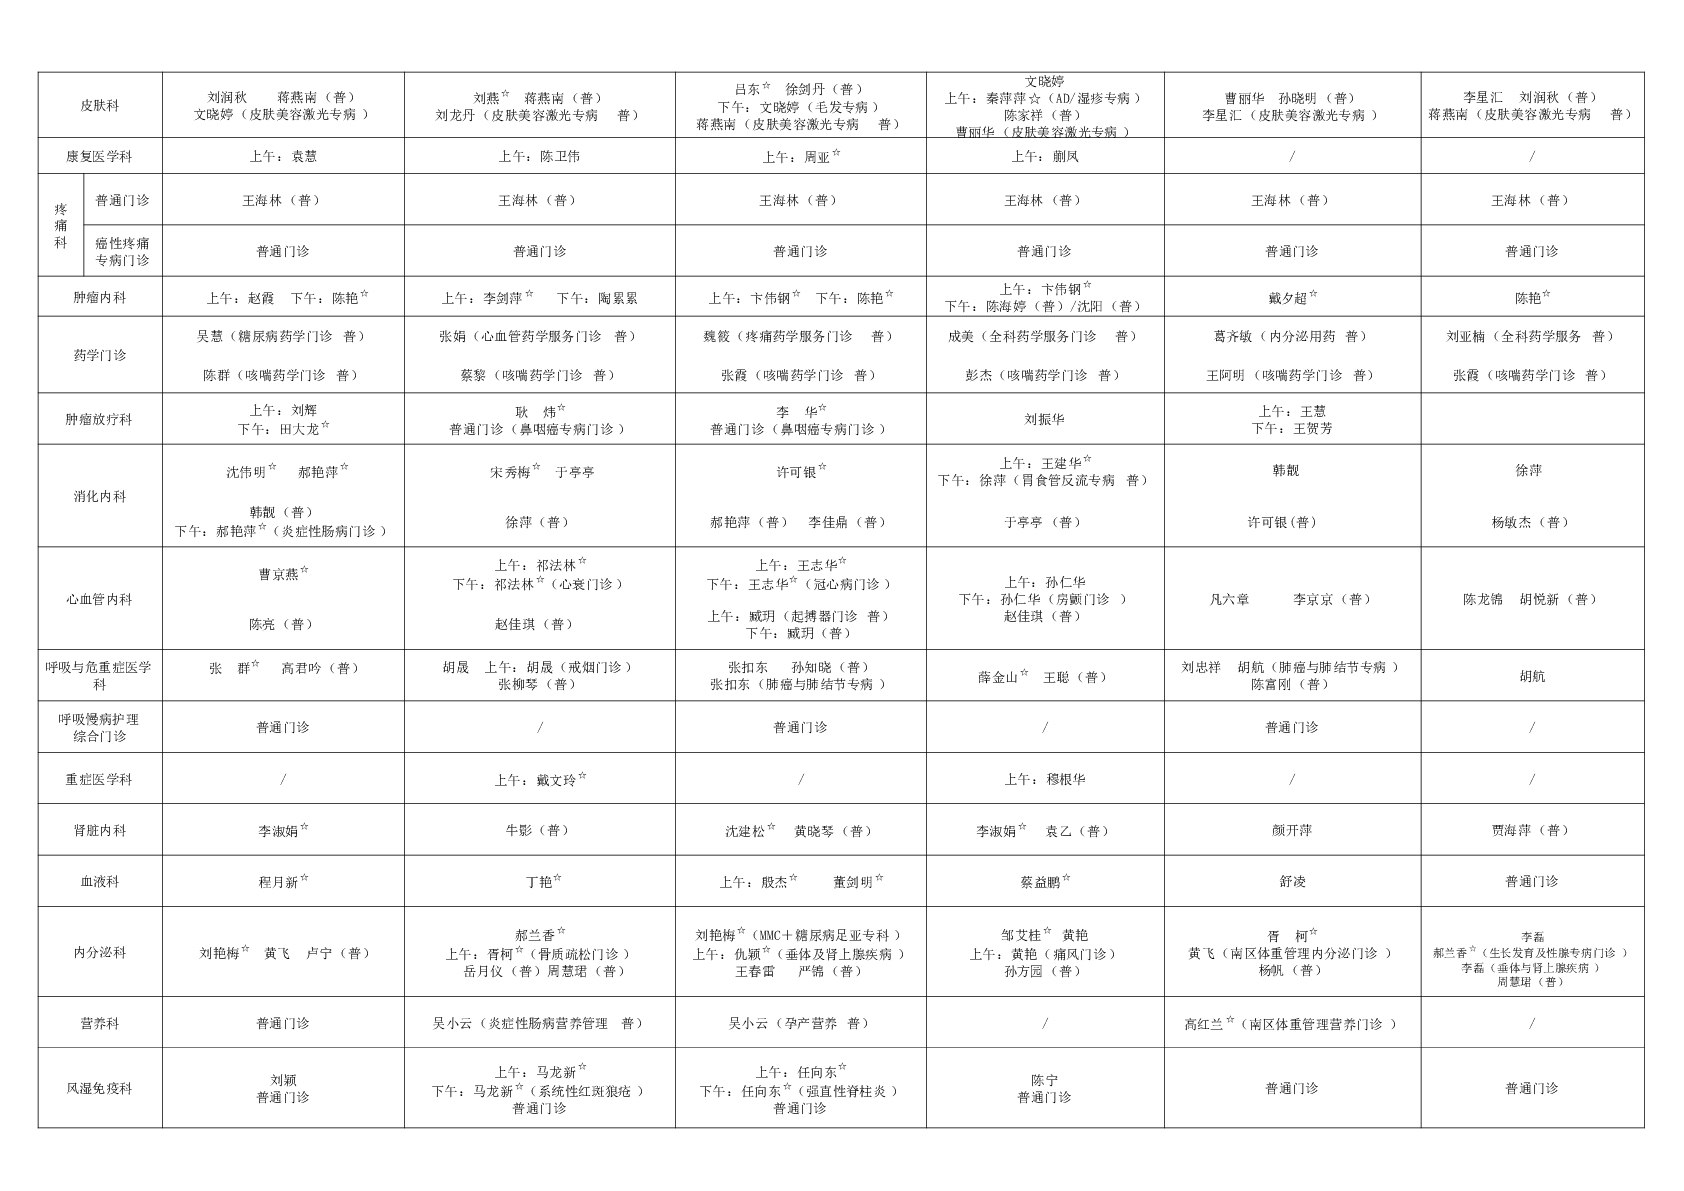 皮肤科
刘润秋 蒋燕南（普）
文晓婷（皮肤美容激光专病）
刘燕☆ 蒋燕南（普）
刘龙丹（皮肤美容激光专病 普）
吕东☆ 徐剑丹（普）
下午：文晓婷（毛发专病）
蒋燕南（皮肤美容激光专病 普）
文晓婷
上午：秦萍萍☆（AD/湿疹专病）
陈家祥（普）
曹丽华（皮肤美容激光专病）
曹丽华 孙晓明（普）
李星汇（皮肤美容激光专病）
李星汇 刘润秋（普）
蒋燕南（皮肤美容激光专病 普）
康复医学科
上午：袁慧
上午：陈卫伟
上午：周亚☆
上午：蒯凤
/
/
疼痛科
普通门诊
王海林（普）
王海林（普）
王海林（普）
王海林（普）
王海林（普）
王海林（普）
癌性疼痛
专病门诊
普通门诊
普通门诊
普通门诊
普通门诊
普通门诊
普通门诊
肿瘤内科
上午：赵霞 下午：陈艳☆
上午：李剑萍☆ 下午：陶累累
上午：卞伟钢☆ 下午：陈艳☆
上午：卞伟钢☆
下午：陈海婷（普）/沈阳（普）
戴夕超☆
陈艳☆
药学门诊
吴慧（糖尿病药学门诊 普）
陈群（咳喘药学门诊 普）
张娟（心血管药学服务门诊 普）
蔡黎（咳喘药学门诊 普）
魏筱（疼痛药学服务门诊 普）
张霞（咳喘药学门诊 普）
成美（全科药学服务门诊 普）
彭杰（咳喘药学门诊 普）
葛齐敏（内分泌用药 普）
王阿明（咳喘药学门诊 普）
刘亚楠（全科药学服务 普）
张霞（咳喘药学门诊 普）
肿瘤放疗科
上午：刘辉
下午：田大龙☆
耿 炜☆
普通门诊（鼻咽癌专病门诊）
李 华☆
普通门诊（鼻咽癌专病门诊）
刘振华
上午：王慧
下午：王贺芳
消化内科
沈伟明☆ 郝艳萍☆
韩靓（普）
下午：郝艳萍☆（炎症性肠病门诊）
宋秀梅☆ 于亭亭
徐萍（普）
许可银☆
郝艳萍（普） 李佳鼎（普）
上午：王建华☆
下午：徐萍（胃食管反流专病 普）
于亭亭（普）
韩靓
许可银(普)
徐萍
杨敏杰（普）
心血管内科
曹京燕☆
陈亮（普）
上午：祁法林☆
下午：祁法林☆（心衰门诊）
赵佳琪（普）
上午：王志华☆
下午：王志华☆（冠心病门诊）
上午：臧玥（起搏器门诊 普）
下午：臧玥（普）
上午：孙仁华
下午：孙仁华（房颤门诊 ）
赵佳琪（普）
凡六章 李京京（普）
陈龙锦 胡悦新（普）
呼吸与危重症医学
科
张 群☆ 高君吟（普）
胡晟 上午：胡晟（戒烟门诊）
张柳琴（普）
张扣东 孙知晓（普）
张扣东（肺癌与肺结节专病）
薛金山☆ 王聪（普）
刘忠祥 胡航（肺癌与肺结节专病）
陈富刚（普）
胡航
呼吸慢病护理
综合门诊
普通门诊
/
普通门诊
/
普通门诊
/
重症医学科
/
上午：戴文玲☆
/
上午：穆根华
/
/
肾脏内科
李淑娟☆
牛影（普）
沈建松☆ 黄晓琴（普）
李淑娟☆ 袁乙（普）
颜开萍
贾海萍（普）
血液科
程月新☆
丁艳☆
上午：殷杰☆ 董剑明☆
蔡益鹏☆
舒凌
普通门诊
内分泌科
刘艳梅☆ 黄飞 卢宁（普）
郝兰香☆
上午：胥柯☆（骨质疏松门诊）
岳月仪（普）周慧珺（普）
刘艳梅☆（MMC＋糖尿病足亚专科）
上午：仇颖☆（垂体及肾上腺疾病）
王春雷 严锦（普）
邹艾桂☆ 黄艳
上午：黄艳（痛风门诊）
孙方园（普）
胥 柯☆
黄飞（南区体重管理内分泌门诊 ）
杨帆（普）
李磊
郝兰香☆（生长发育及性腺专病门诊）
李磊（垂体与肾上腺疾病）
周慧珺（普）
营养科
普通门诊
吴小云（炎症性肠病营养管理 普）
吴小云（孕产营养 普）
/
高红兰☆（南区体重管理营养门诊 ）
/
风湿免疫科
刘颖
普通门诊
上午：马龙新☆
下午：马龙新☆（系统性红斑狼疮）
普通门诊
上午：任向东☆
下午：任向东☆（强直性脊柱炎）
普通门诊
陈宁
普通门诊
普通门诊
普通门诊